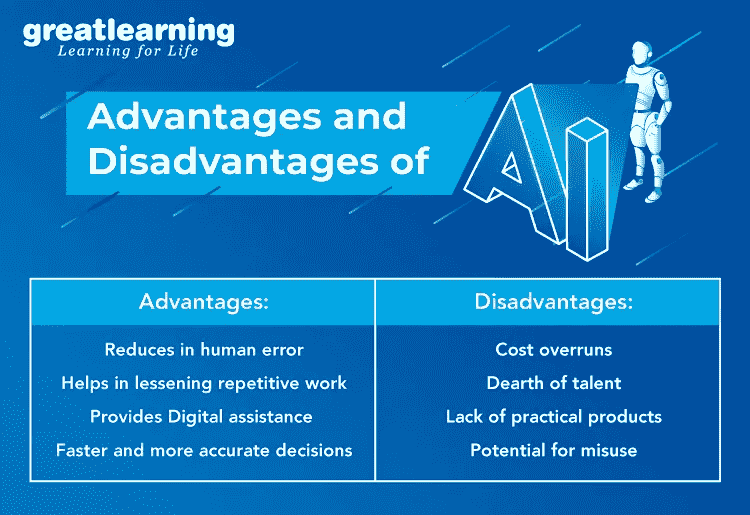 greatlearning
Learning for Life
Advantages and
Disadvantages of
AI
Advantages:
Disadvantages:
Reduces in human error
Cost overruns
Helps in lessening repetitive work
Dearth of talent
Provides Digital assistance
Lack of practical products
Faster and more accurate decisions
Potential for misuse